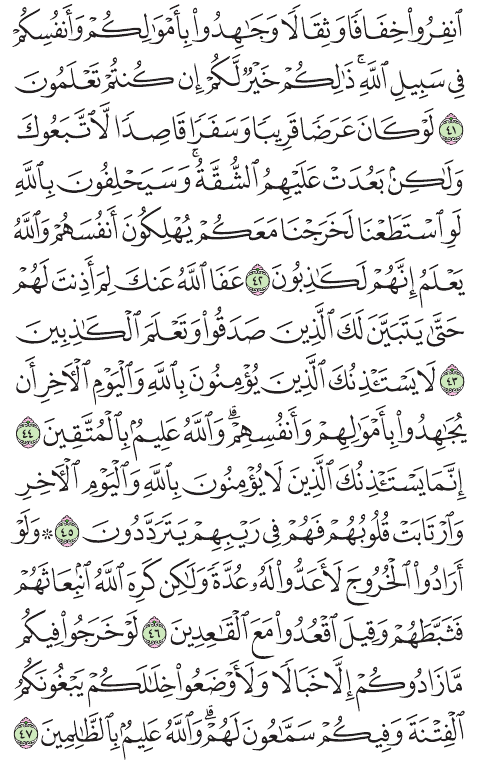 ٱنفِرُوا۟ خِفَافًا وَثِقَالًا وَجَٰهِدُوا۟ بِأَمْوَٰلِكُمْ وَأَنفُسِكُمْ
فِى سَبِيلِ ٱللَّهِ ۚ ذَٰلِكُمْ خَيْرٌ لَّكُمْ إِن كُنتُمْ تَعْلَمُونَ
٤١ لَوْ كَانَ عَرَضًا قَرِيبًا وَسَفَرًا قَاصِدًا لَّٱتَّبَعُوكَ
وَلَٰكِنۢ بَعُدَتْ عَلَيْهِمُ ٱلشُّقَّةُ ۚ وَسَيَحْلِفُونَ بِٱللَّهِ
لَوِ ٱسْتَطَعْنَا لَخَرَجْنَا مَعَكُمْ يُهْلِكُونَ أَنفُسَهُمْ وَٱللَّهُ
يَعْلَمُ إِنَّهُمْ لَكَٰذِبُونَ ٤٢ عَفَا ٱللَّهُ عَنكَ لِمَ أَذِنتَ لَهُمْ
حَتَّىٰ يَتَبَيَّنَ لَكَ ٱلَّذِينَ صَدَقُوا۟ وَتَعْلَمَ ٱلْكَٰذِبِينَ
٤٣ لَا يَسْتَـْٔذِنُكَ ٱلَّذِينَ يُؤْمِنُونَ بِٱللَّهِ وَٱلْيَوْمِ ٱلْءَاخِرِ أَن
يُجَٰهِدُوا۟ بِأَمْوَٰلِهِمْ وَأَنفُسِهِمْ ۗ وَٱللَّهُ عَلِيمٌۢ بِٱلْمُتَّقِينَ ٤٤
إِنَّمَا يَسْتَـْٔذِنُكَ ٱلَّذِينَ لَا يُؤْمِنُونَ بِٱللَّهِ وَٱلْيَوْمِ ٱلْءَاخِرِ
وَٱرْتَابَتْ قُلُوبُهُمْ فَهُمْ فِى رَيْبِهِمْ يَتَرَدَّدُونَ ٤٥ ۞ وَلَوْ
أَرَادُوا۟ ٱلْخُرُوجَ لَأَعَدُّوا۟ لَهُۥ عُدَّةً وَلَٰكِن كَرِهَ ٱللَّهُ ٱنۢبِعَاثَهُمْ
فَثَبَّطَهُمْ وَقِيلَ ٱقْعُدُوا۟ مَعَ ٱلْقَٰعِدِينَ ٤٦ لَوْ خَرَجُوا۟ فِيكُم
مَّا زَادُوكُمْ إِلَّا خَبَالًا وَلَأَوْضَعُوا۟ خِلَٰلَكُمْ يَبْغُونَكُمُ
ٱلْفِتْنَةَ وَفِيكُمْ سَمَّٰعُونَ لَهُمْ ۗ وَٱللَّهُ عَلِيمٌۢ بِٱلظَّٰلِمِينَ ٤٧